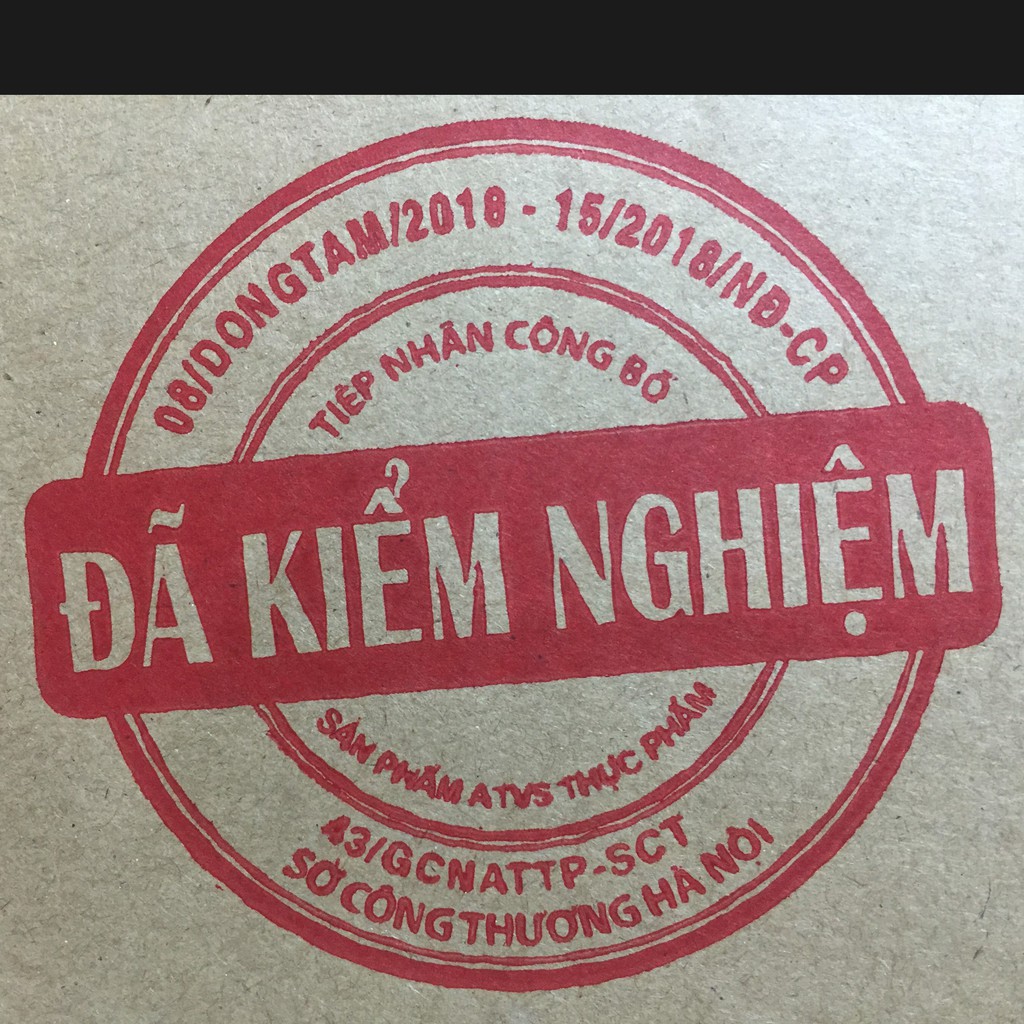 08/DONGTAM/2018 - 15/2018/NĐ-CP
TIẾP NHẬN CÔNG BỐ
ĐÃ KIỂM NGHIỆM
SẢN PHẨM ATVS THỰC PHẨM
43/GCNATTP-SCT
SỞ CÔNG THƯƠNG HÀ NỘI